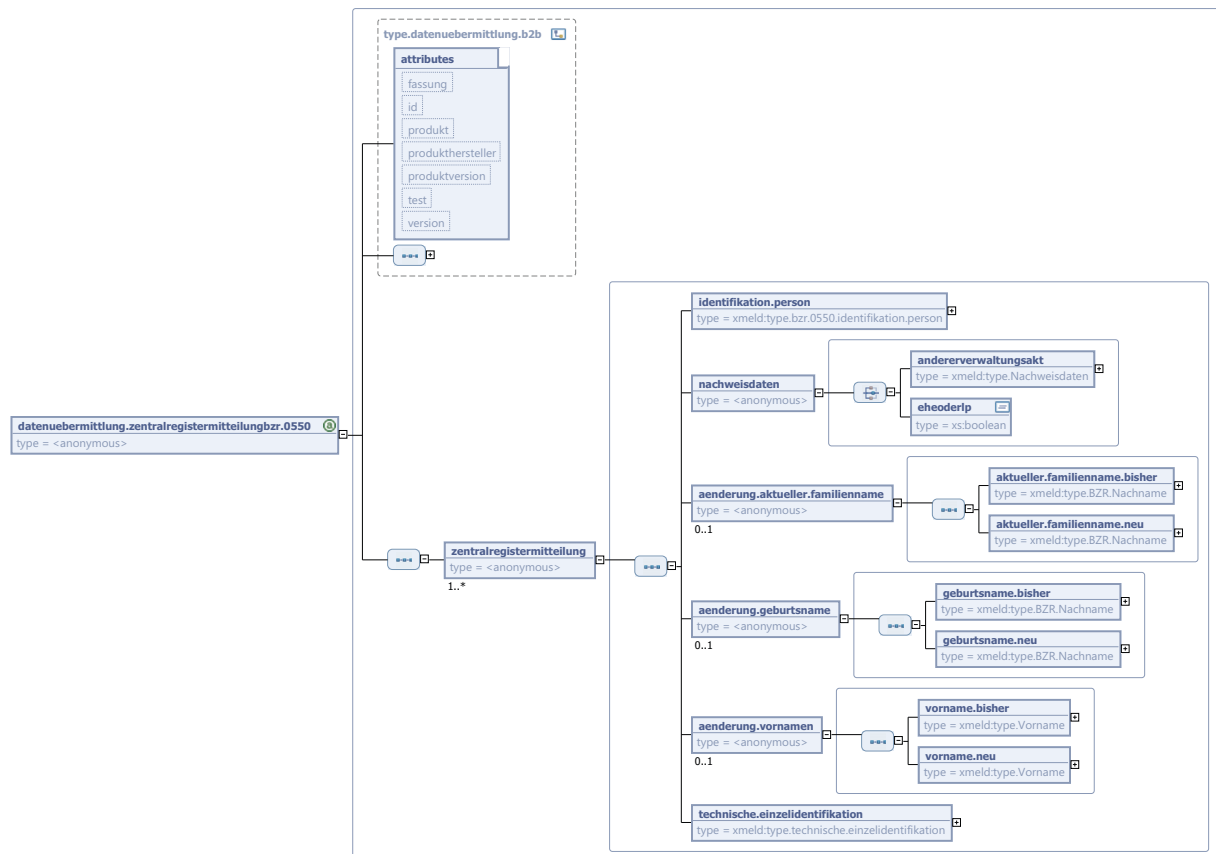 type.datenuebermittlung.b2b
attributes
fassung
id
produkt
produkthersteller
produktversion
test
version
datenuebermittlung.zentralregistermitteilungbzr.0550
type = <anonymous>
zentralregistermitteilung
type = <anonymous>
1..*
identifikation.person
type = xmeld:type.bzr.0550.identifikation.person
nachweisdaten
type = <anonymous>
andererverwaltungsakt
type = xmeld:type.Nachweisdaten
eheoderlp
type = xs:boolean
aenderung.aktueller.familienname
type = <anonymous>
0..1
aktueller.familienname.bisher
type = xmeld:type.BZR.Nachname
aktueller.familienname.neu
type = xmeld:type.BZR.Nachname
aenderung.geburtsname
type = <anonymous>
0..1
geburtsname.bisher
type = xmeld:type.BZR.Nachname
geburtsname.neu
type = xmeld:type.BZR.Nachname
aenderung.vornamen
type = <anonymous>
0..1
vorname.bisher
type = xmeld:type.Vorname
vorname.neu
type = xmeld:type.Vorname
technische.einzelidentifikation
type = xmeld:type.technische.einzelidentifikation